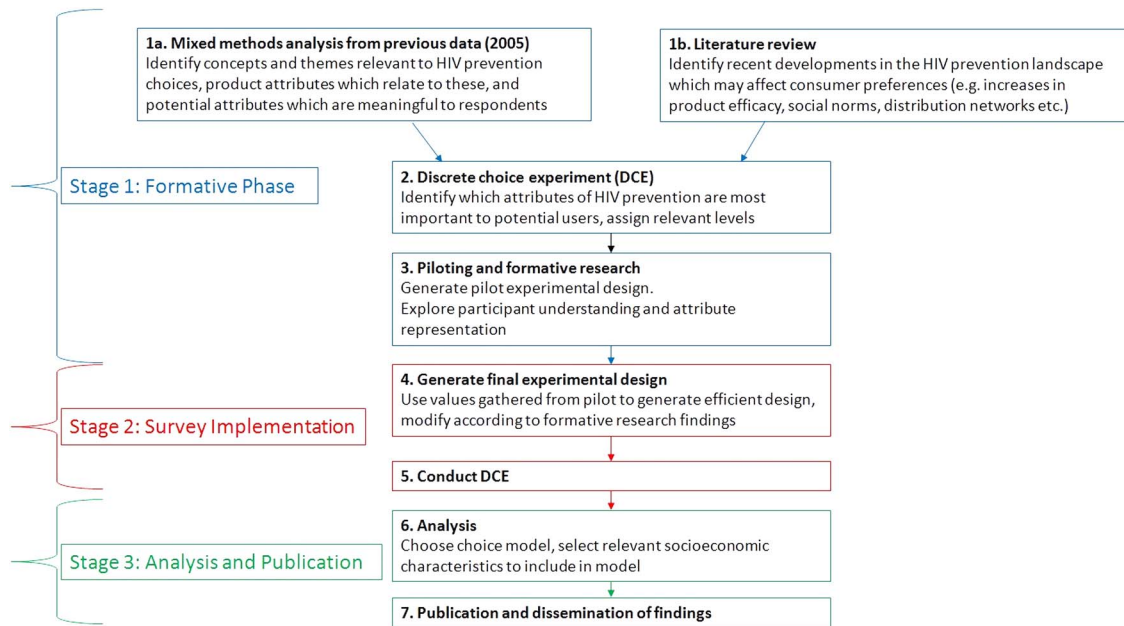 1a. Mixed methods analysis from previous data (2005)
Identify concepts and themes relevant to HIV prevention
choices, product attributes which relate to these, and
potential attributes which are meaningful to respondents
1b. Literature review
Identify recent developments in the HIV prevention landscape
which may affect consumer preferences (e.g. increases in
product efficacy, social norms, distribution networks etc.)
Stage 1: Formative Phase
2. Discrete choice experiment (DCE)
Identify which attributes of HIV prevention are most
important to potential users, assign relevant levels
3. Piloting and formative research
Generate pilot experimental design.
Explore participant understanding and attribute
representation
Stage 2: Survey Implementation
4. Generate final experimental design
Use values gathered from pilot to generate efficient design,
modify according to formative research findings
5. Conduct DCE
Stage 3: Analysis and Publication
6. Analysis
Choose choice model, select relevant socioeconomic
characteristics to include in model
7. Publication and dissemination of findings